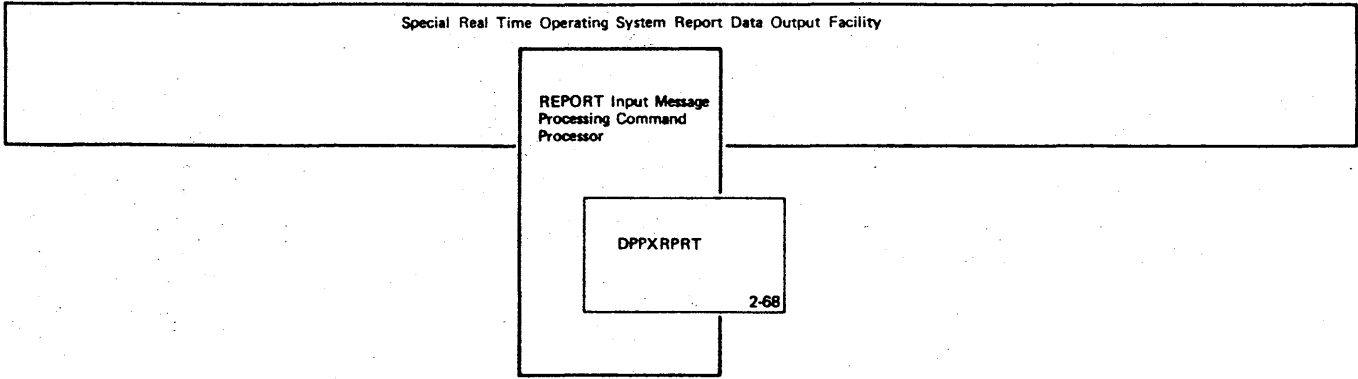 Special Real Time Operating System Report Data Output Facility
REPORT Input Message
Processing Command
Processor
DPPXRPRT
2-68